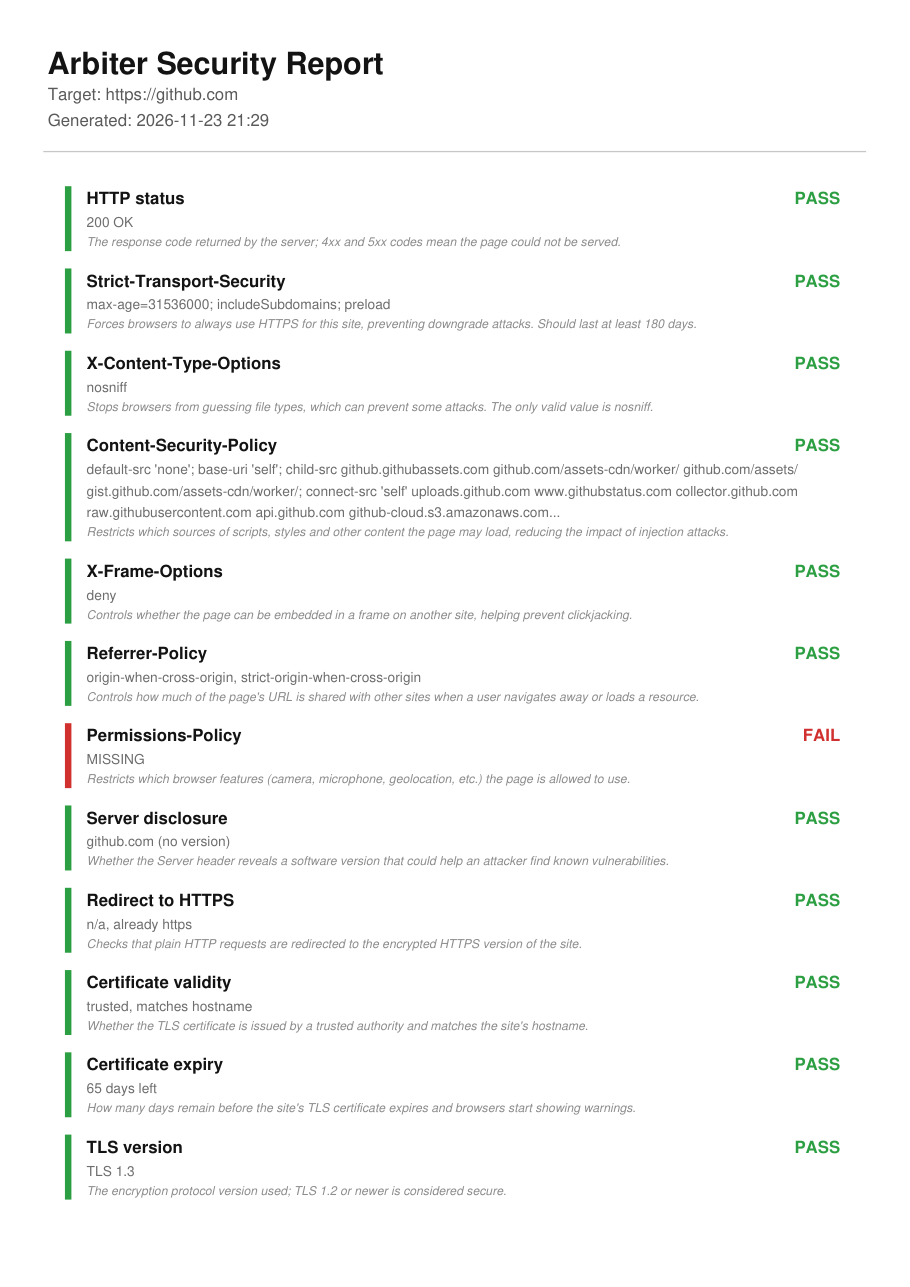 Arbiter Security Report
Target: https://github.com
Generated: 2026-11-23 21:29
HTTP status PASS
200 OK
The response code returned by the server; 4xx and 5xx codes mean the page could not be served.
Strict-Transport-Security PASS
max-age=31536000; includeSubdomains; preload
Forces browsers to always use HTTPS for this site, preventing downgrade attacks. Should last at least 180 days.
X-Content-Type-Options PASS
nosniff
Stops browsers from guessing file types, which can prevent some attacks. The only valid value is nosniff.
Content-Security-Policy PASS
default-src 'none'; base-uri 'self'; child-src github.githubassets.com github.com/assets-cdn/worker/ github.com/assets/
gist.github.com/assets-cdn/worker/; connect-src 'self' uploads.github.com www.githubstatus.com collector.github.com
raw.githubusercontent.com api.github.com github-cloud.s3.amazonaws.com...
Restricts which sources of scripts, styles and other content the page may load, reducing the impact of injection attacks.
X-Frame-Options PASS
deny
Controls whether the page can be embedded in a frame on another site, helping prevent clickjacking.
Referrer-Policy PASS
origin-when-cross-origin, strict-origin-when-cross-origin
Controls how much of the page's URL is shared with other sites when a user navigates away or loads a resource.
Permissions-Policy FAIL
MISSING
Restricts which browser features (camera, microphone, geolocation, etc.) the page is allowed to use.
Server disclosure PASS
github.com (no version)
Whether the Server header reveals a software version that could help an attacker find known vulnerabilities.
Redirect to HTTPS PASS
n/a, already https
Checks that plain HTTP requests are redirected to the encrypted HTTPS version of the site.
Certificate validity PASS
trusted, matches hostname
Whether the TLS certificate is issued by a trusted authority and matches the site's hostname.
Certificate expiry PASS
65 days left
How many days remain before the site's TLS certificate expires and browsers start showing warnings.
TLS version PASS
TLS 1.3
The encryption protocol version used; TLS 1.2 or newer is considered secure.